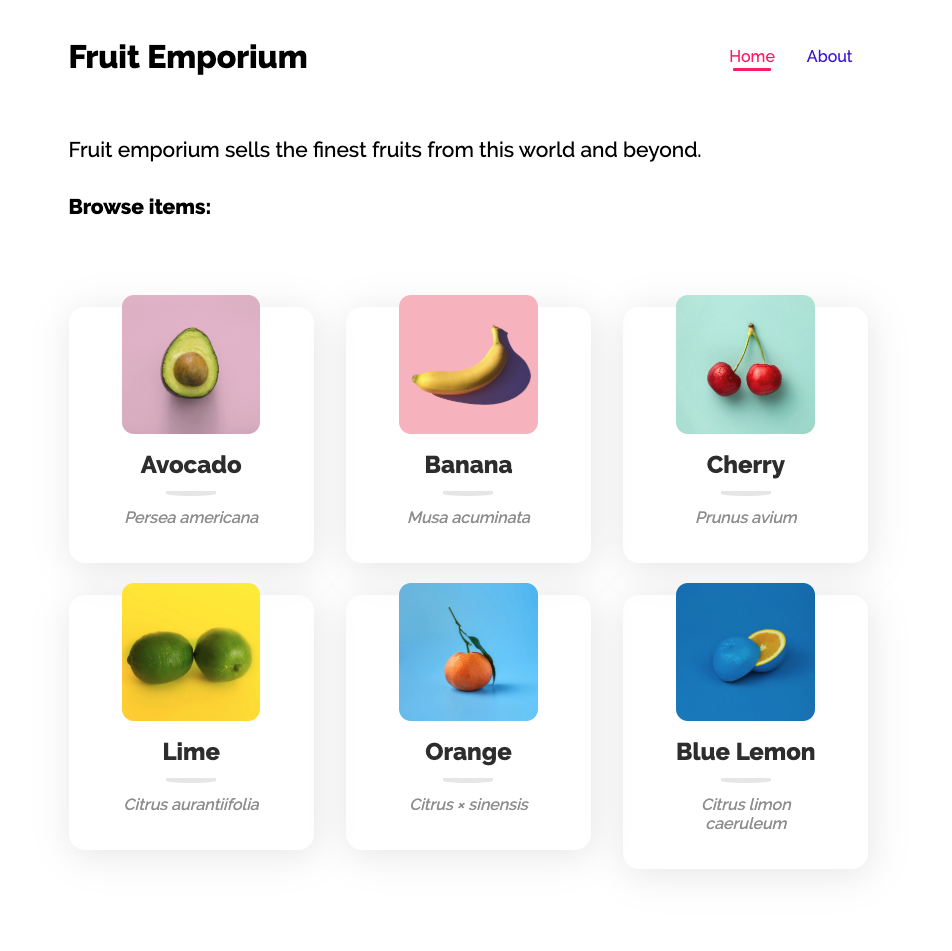 Fruit Emporium
Home
About
Fruit emporium sells the finest fruits from this world and beyond.
Browse items:
Avocado
Persea americana
Banana
Musa acuminata
Cherry
Prunus avium
Lime
Citrus aurantiifolia
Orange
Citrus × sinensis
Blue Lemon
Citrus limon
caeruleum